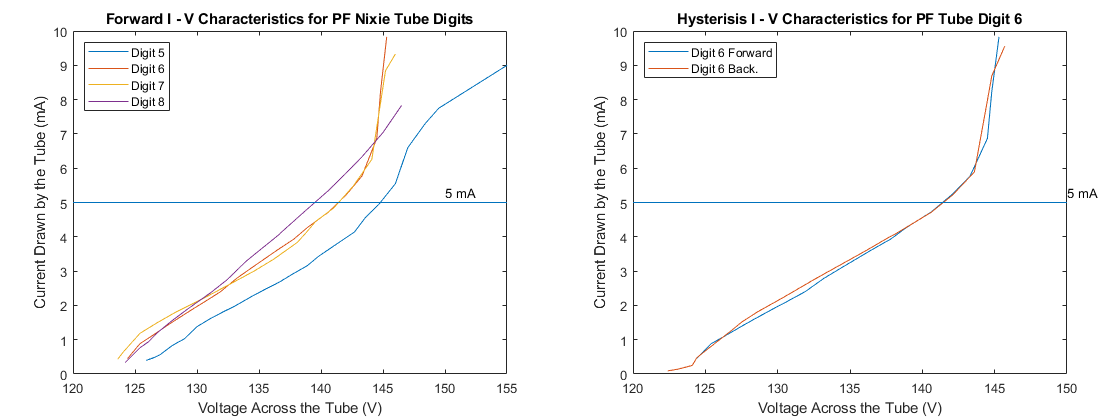 Forward I - V Characteristics for PF Nixie Tube Digits
Digit 5
Digit 6
Digit 7
Digit 8
5 mA
Current Drawn by the Tube (mA)
10
9
8
7
6
5
4
3
2
1
0
120
125
130
135
140
145
150
155
Voltage Across the Tube (V)
Hysterisis I - V Characteristics for PF Tube Digit 6
Digit 6 Forward
Digit 6 Back.
5 mA
Current Drawn by the Tube (mA)
10
9
8
7
6
5
4
3
2
1
0
120
125
130
135
140
145
150
Voltage Across the Tube (V)